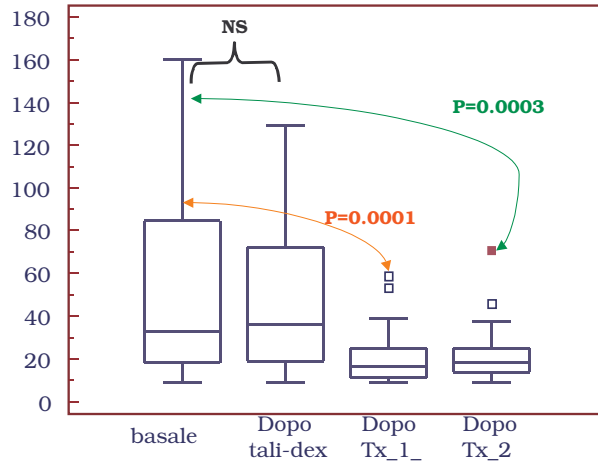 180
NS
160
140
P=0.0003
120
100
P=0.0001
80
60
40
20
0
basale
Dopo
tali-dex
Dopo
Tx_1_
Dopo
Tx_2